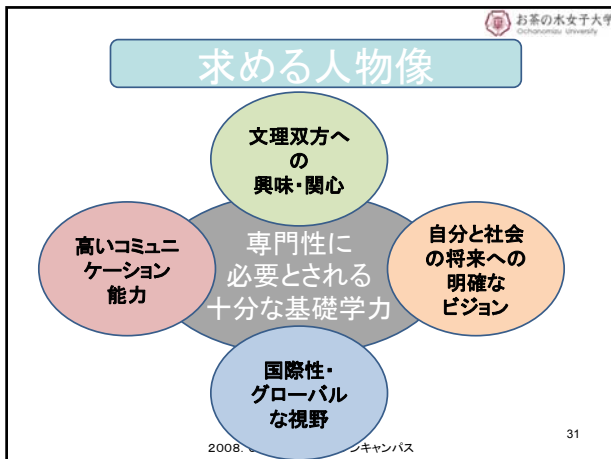 お茶の水女子大学
Ochanomizu University
求める人物像
文理双方へ
の
興味・関心
高いコミュニ
ケーション
能力
専門性に
必要とされる
十分な基礎学力
自分と社会
の将来への
明確な
ビジョン
国際性・
グローバル
な視野
2008.
ンキャンパス
31